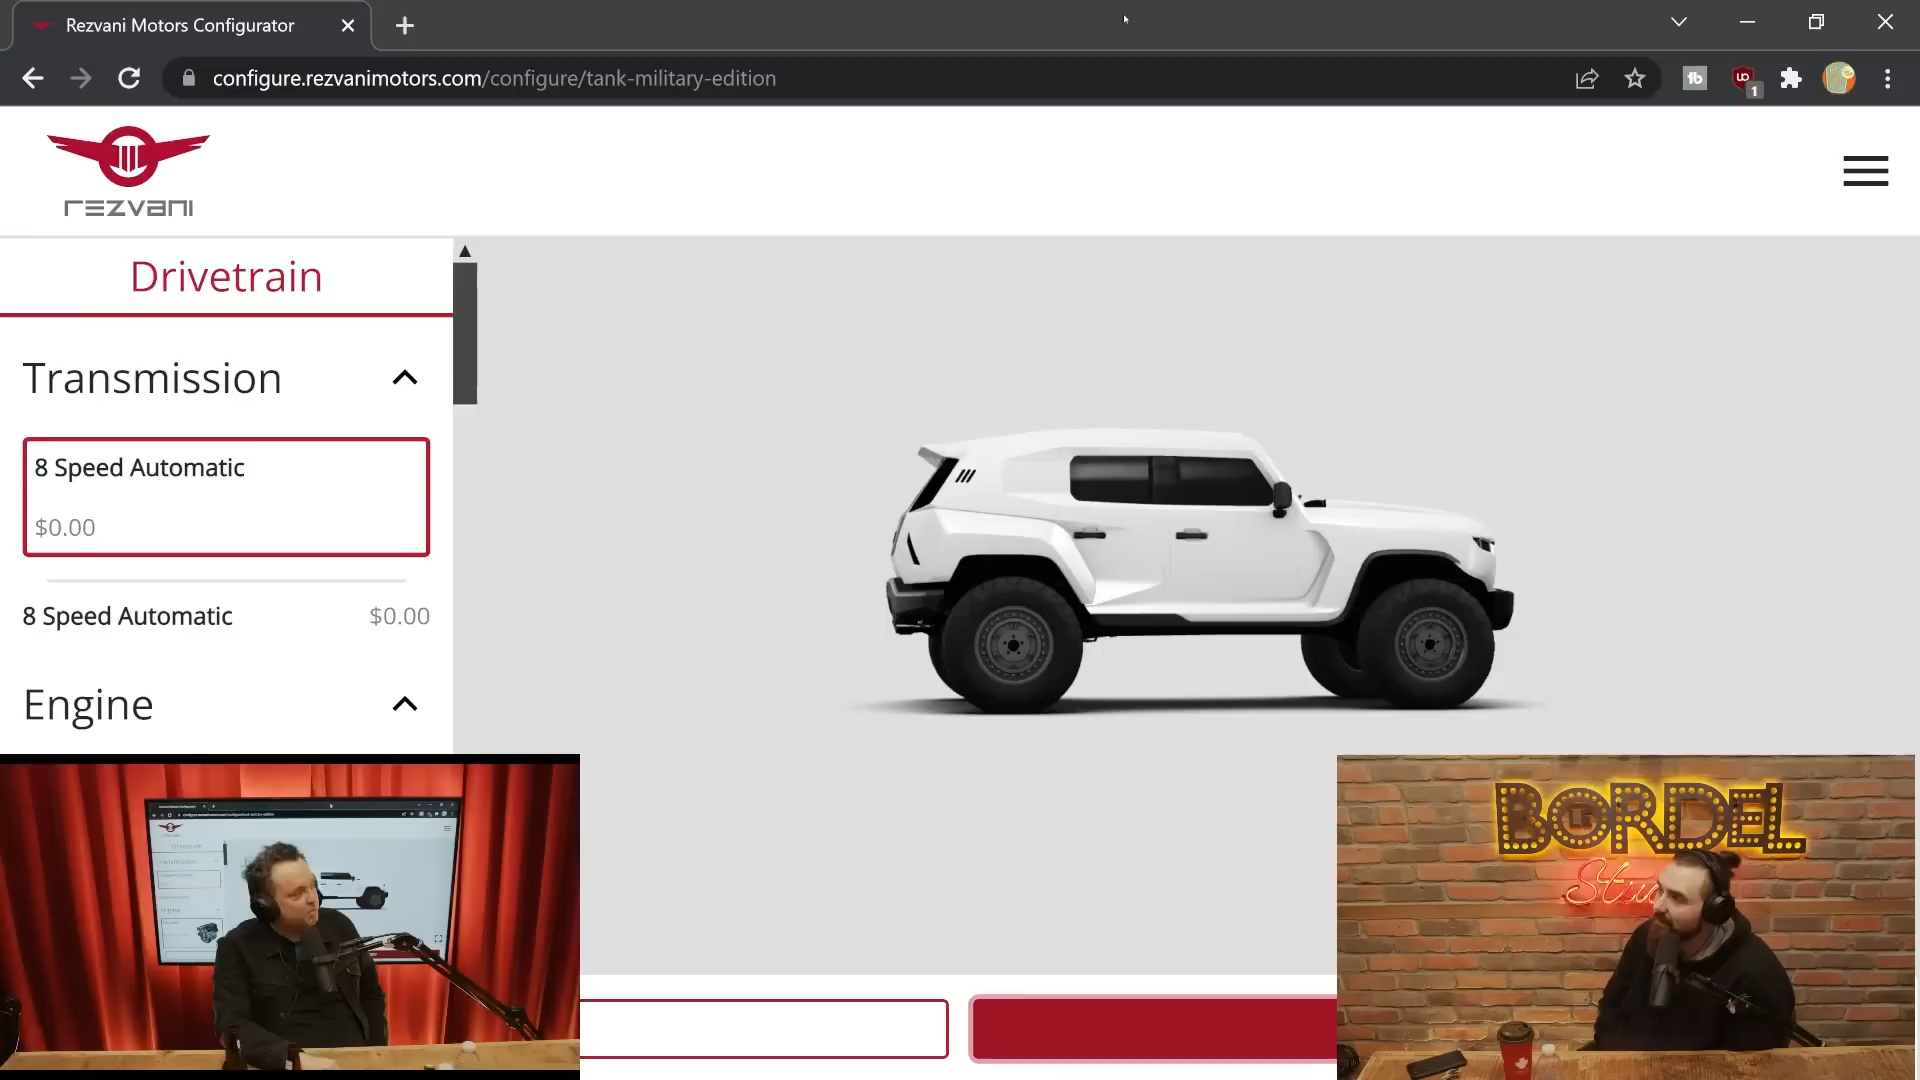 Rezvani Motors Configurator
configure.rezvanimotors.com/configure/tank-military-edition
1
rezvani
Drivetrain
Transmission
8 Speed Automatic
$0.00
8 Speed Automatic $0.00
Engine
BORDEL